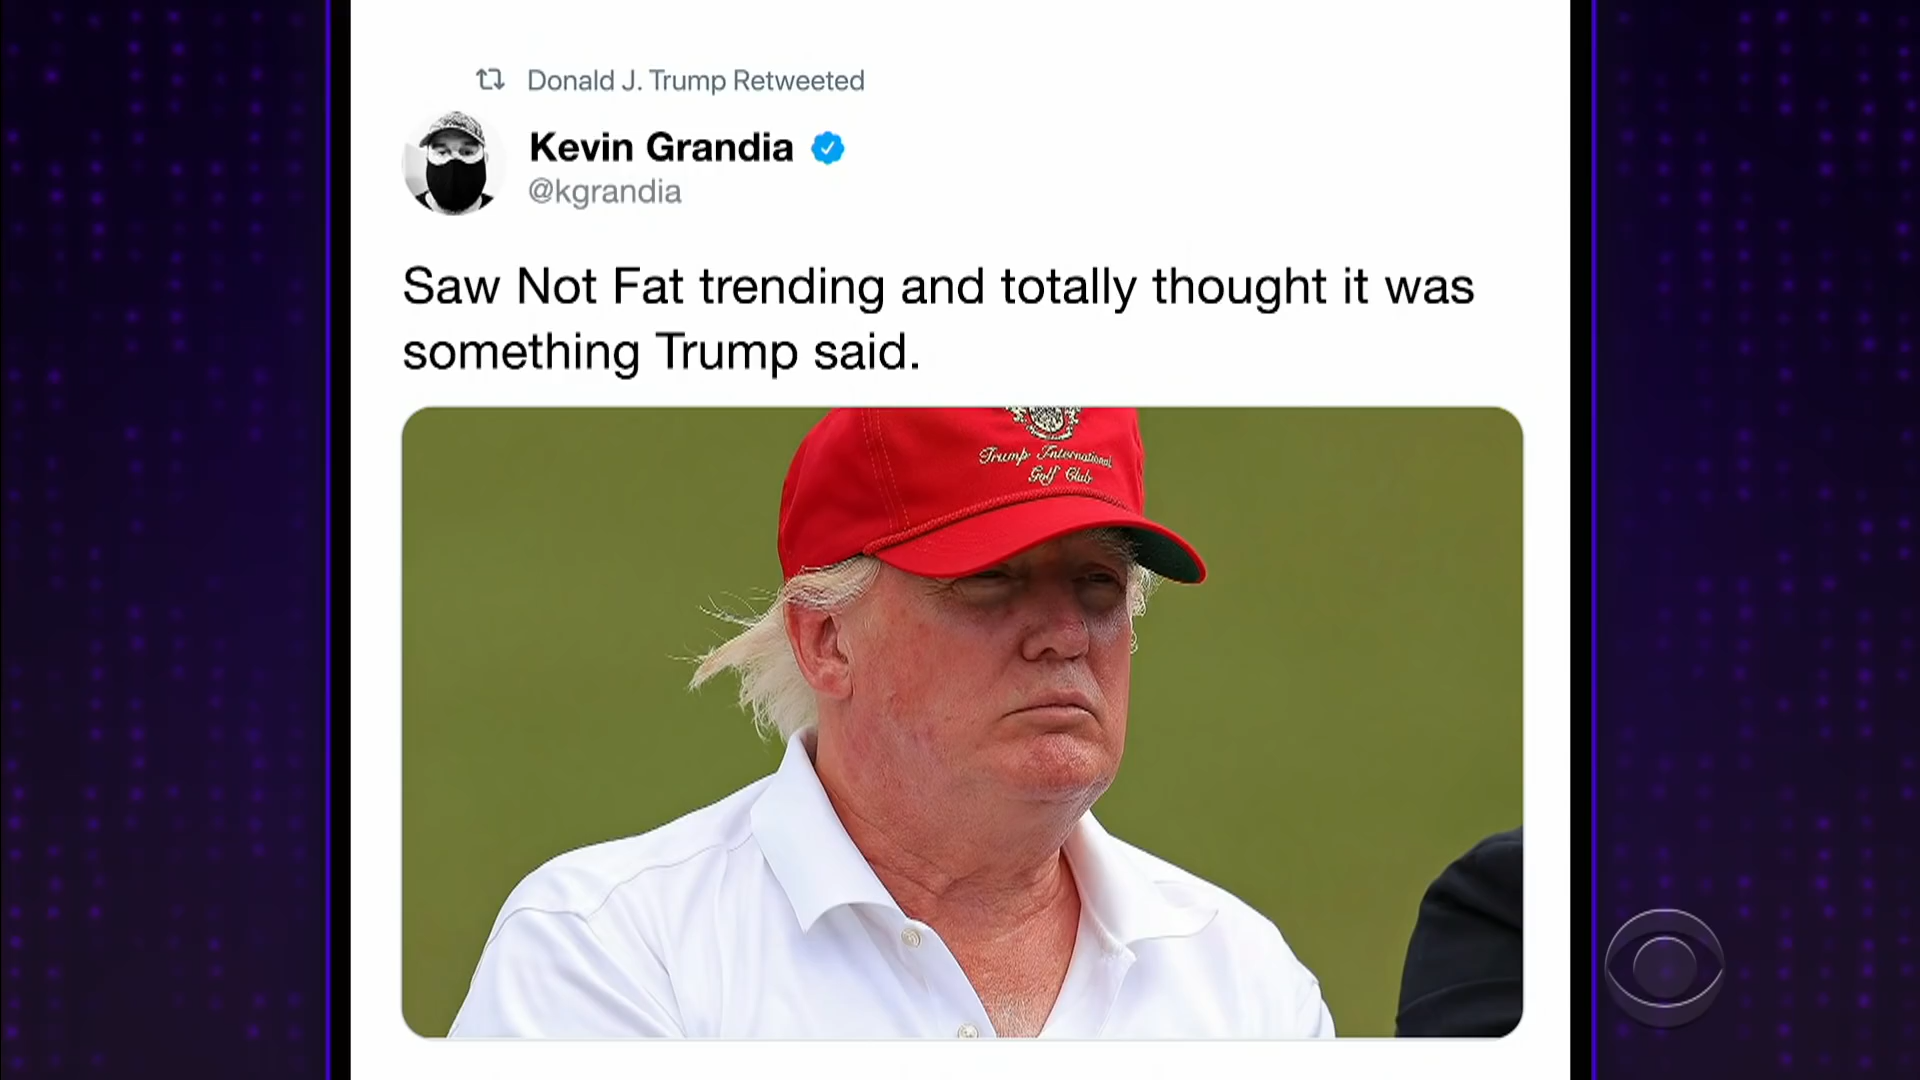 Donald J. Trump Retweeted
Kevin Grandia
@kgrandia
Saw Not Fat trending and totally thought it was
something Trump said.
Trump International
Golf Club